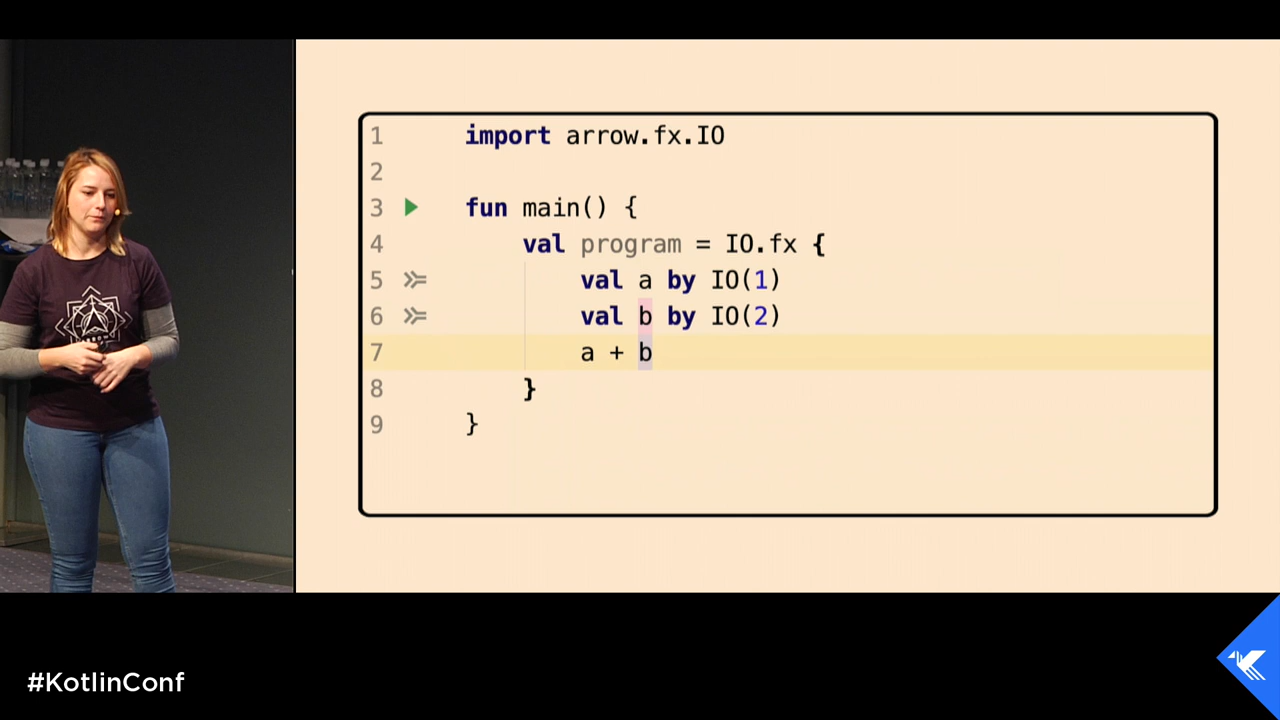 1 import arrow.fx.IO
2
3 fun main() {
4 val program = IO.fx {
5 val a by IO(1)
6 val b by IO(2)
7 a + b
8 }
9 }
#KotlinConf